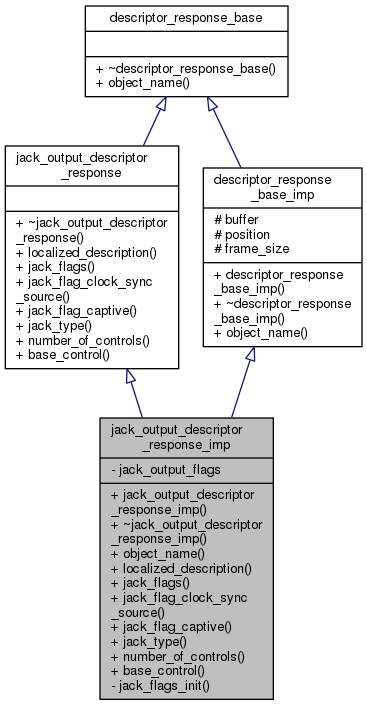 descriptor_response_base
+ ~descriptor_response_base()
+ object_name()
jack_output_descriptor
_response
+ ~jack_output_descriptor
_response()
+ localized_description()
+ jack_flags()
+ jack_flag_clock_sync
_source()
+ jack_flag_captive()
+ jack_type()
+ number_of_controls()
+ base_control()
descriptor_response
_base_imp
# buffer
# position
# frame_size
+ descriptor_response
_base_imp()
+ ~descriptor_response
_base_imp()
+ object_name()
jack_output_descriptor
_response_imp
- jack_output_flags
+ jack_output_descriptor
_response_imp()
+ ~jack_output_descriptor
_response_imp()
+ object_name()
+ localized_description()
+ jack_flags()
+ jack_flag_clock_sync
_source()
+ jack_flag_captive()
+ jack_type()
+ number_of_controls()
+ base_control()
- jack_flags_init()